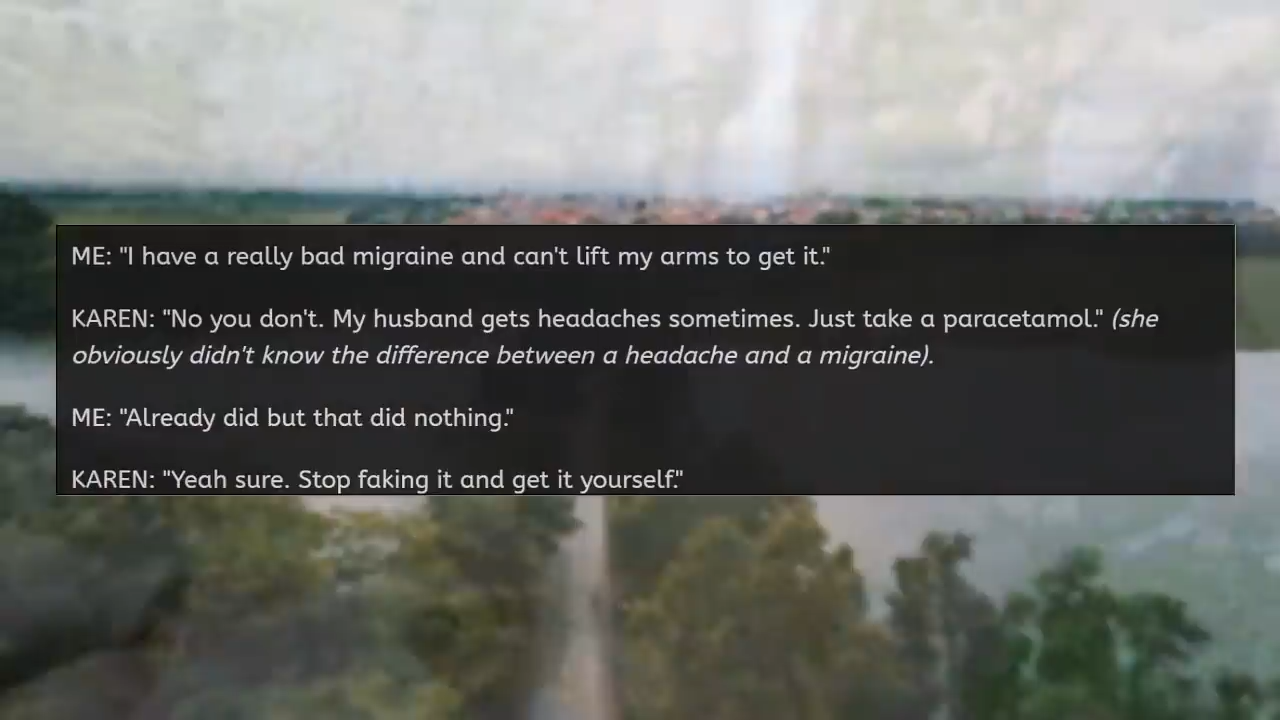 ME: "I have a really bad migraine and can't lift my arms to get it."
KAREN: "No you don't. My husband gets headaches sometimes. Just take a paracetamol." (she
obviously didn't know the difference between a headache and a migraine).
ME: "Already did but that did nothing."
KAREN: "Yeah sure. Stop faking it and get it yourself."